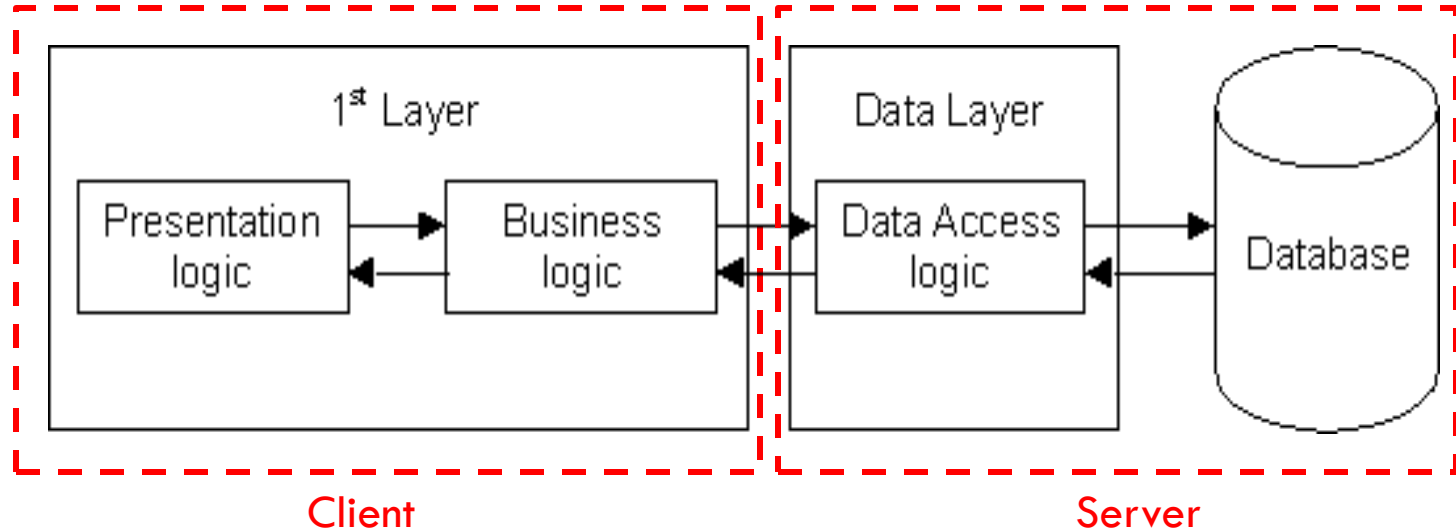 1st Layer
Data Layer
Presentation
logic
Business
logic
Data Access
logic
Database
Client
Server